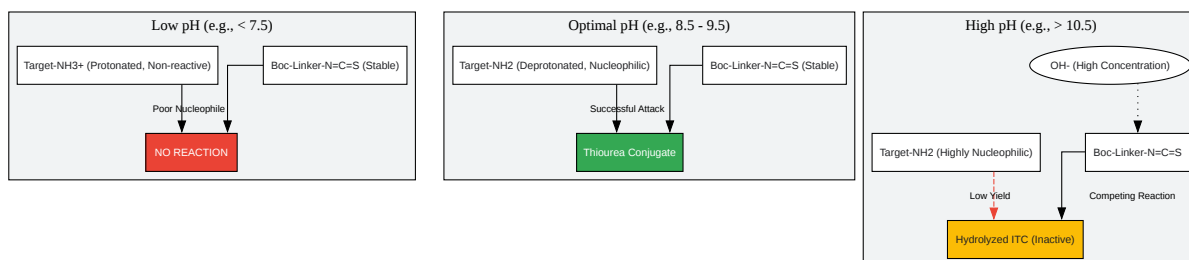 Low pH (e.g., < 7.5)
Target-NH3+ (Protonated, Non-reactive)
Boc-Linker-N=C=S (Stable)
Poor Nucleophile
NO REACTION
Optimal pH (e.g., 8.5 - 9.5)
Target-NH2 (Deprotonated, Nucleophilic)
Boc-Linker-N=C=S (Stable)
Successful Attack
Thiourea Conjugate
High pH (e.g., > 10.5)
OH- (High Concentration)
Target-NH2 (Highly Nucleophilic)
Boc-Linker-N=C=S
Low Yield
Competing Reaction
Hydrolyzed ITC (Inactive)